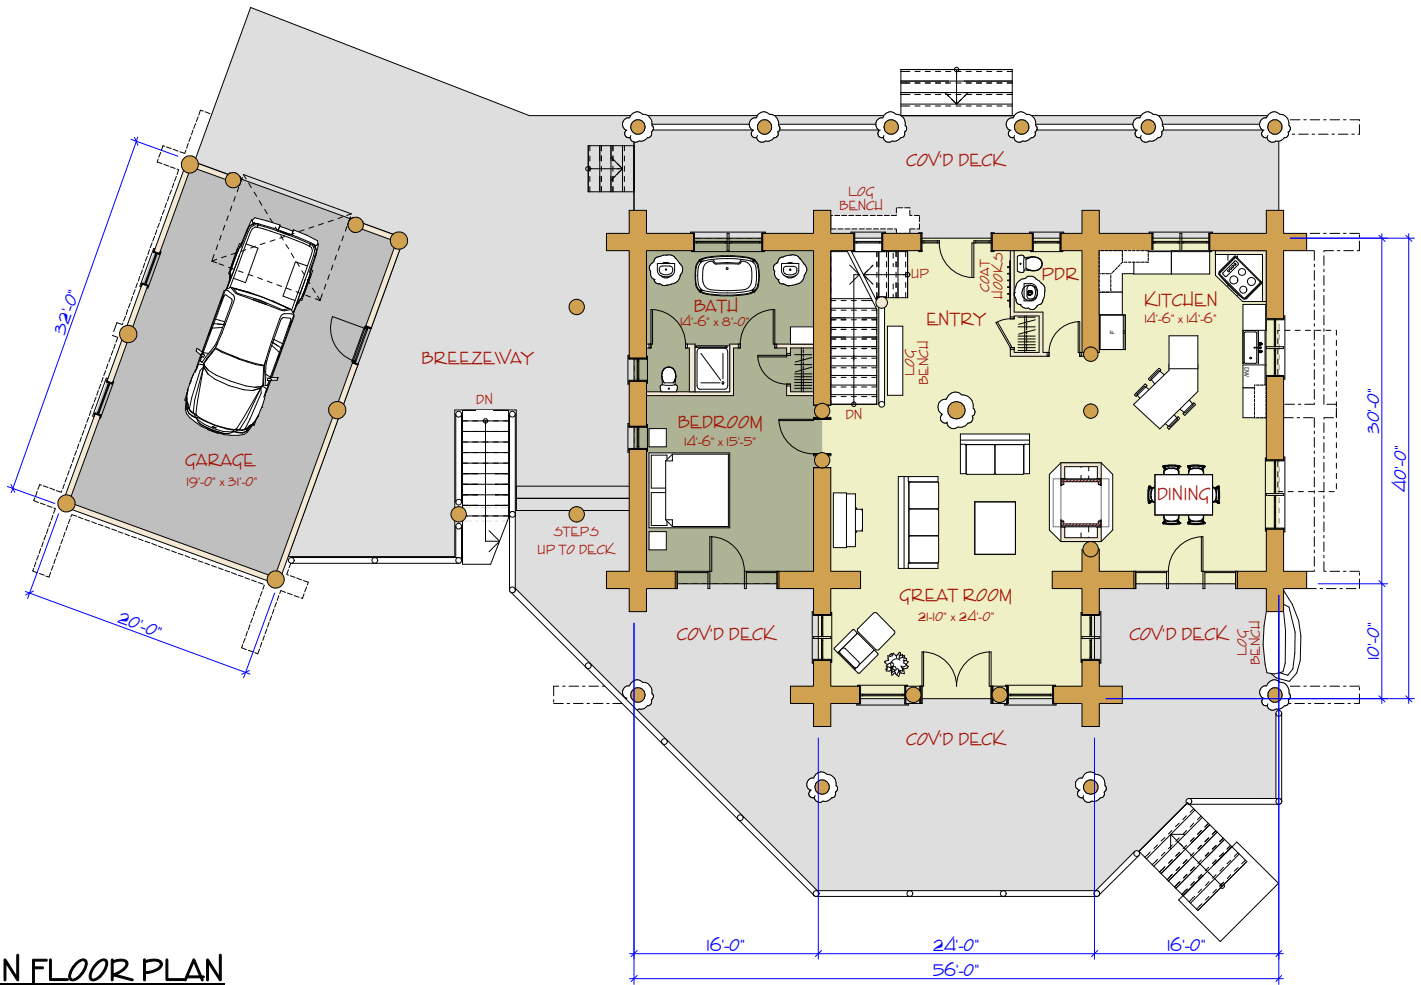 COV'D DECK
LOG
BENCH
UP
COAT
HOOKS
PDR
BATH
14'-6" x 8'-0"
ENTRY
KITCHEN
14'-6" x 14'-6"
F
DW
32'-0"
BREEZEWAY
LOG
BENCH
DN
DN
BEDROOM
14'-6" x 15'-5"
30'-0"
40'-0"
GARAGE
19'-0" x 31'-0"
DINING
STEPS
UP TO DECK
GREAT ROOM
21'-10" x 24'-0"
20'-0"
COV'D DECK
COV'D DECK
LOG
BENCH
10'-0"
COV'D DECK
16'-0"
24'-0"
16'-0"
56'-0"
N FLOOR PLAN